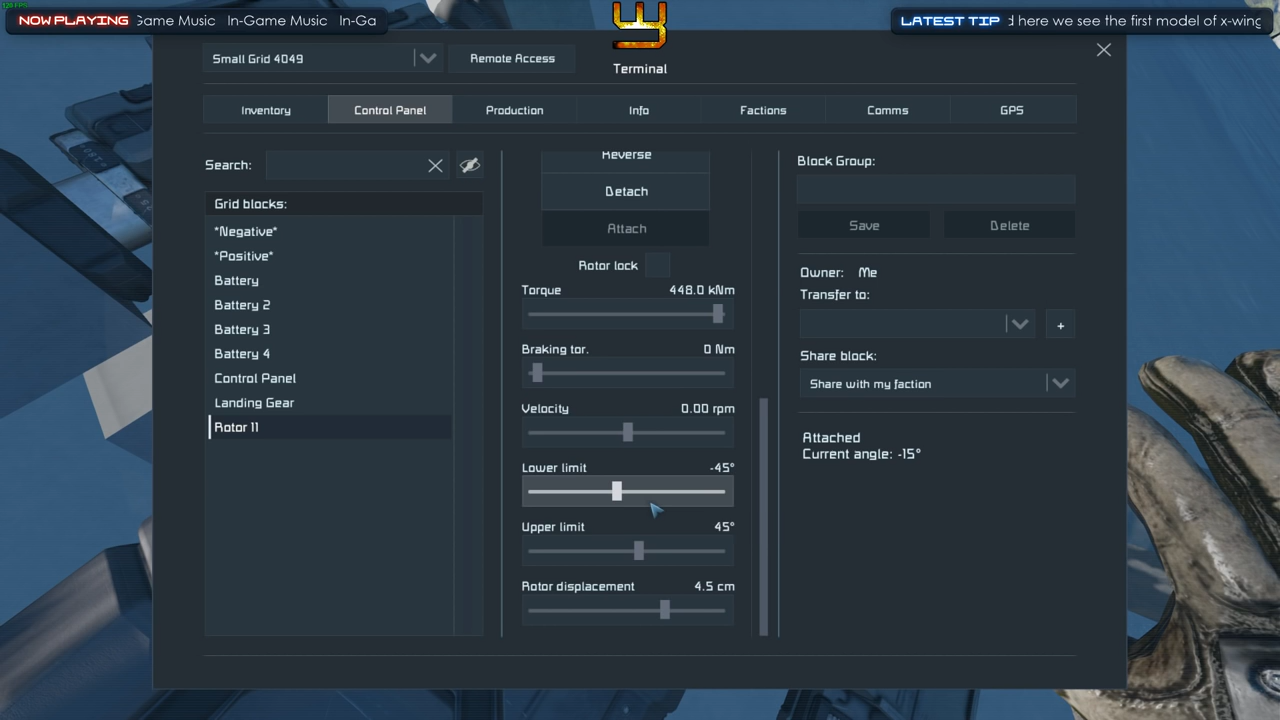 NOW PLAYING Game Music In-Game Music In-Ga
LATEST TIP d here we see the first model of x-wing
Small Grid 4049
Remote Access
Terminal
Inventory
Control Panel
Production
Info
Factions
Comms
GPS
Search:
Grid blocks:
*Negative*
*Positive*
Battery
Battery 2
Battery 3
Battery 4
Control Panel
Landing Gear
Rotor 11
Reverse
Detach
Attach
Rotor lock
Torque 448.0 kNm
Braking tor. 0 Nm
Velocity 0.00 rpm
Lower limit -45°
Upper limit 45°
Rotor displacement 4.5 cm
Block Group:
Save
Delete
Owner: Me
Transfer to:
+
Share block:
Share with my faction
Attached
Current angle: -15°